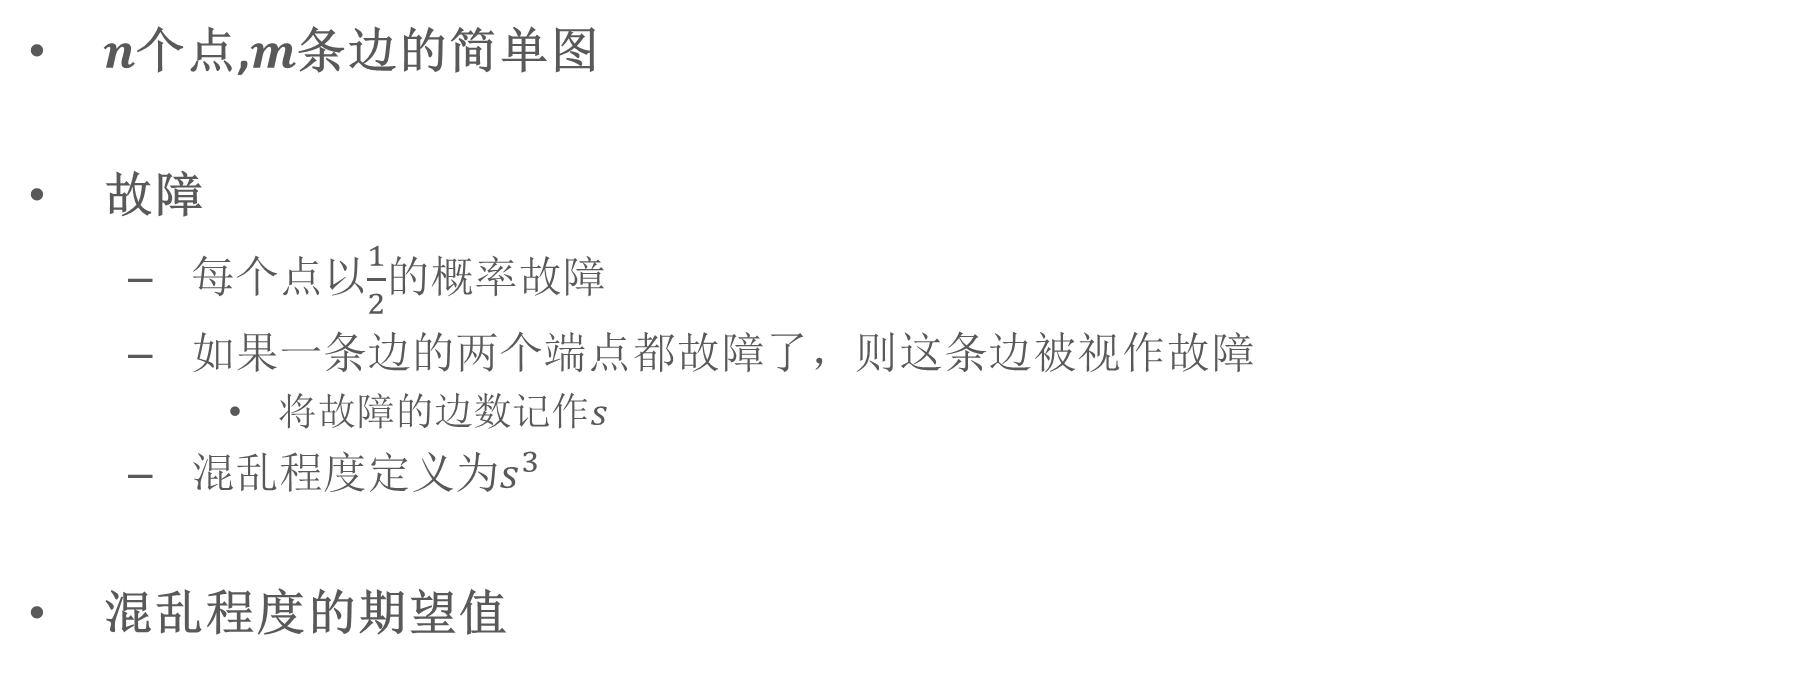 • n个点,m条边的简单图
• 故障
– 每个点以1/2的概率故障
– 如果一条边的两个端点都故障了，则这条边被视作故障
• 将故障的边数记作s
– 混乱程度定义为s³
• 混乱程度的期望值